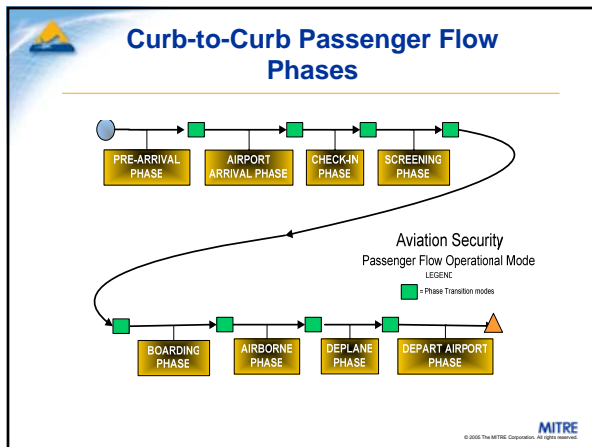 Curb-to-Curb Passenger Flow
Phases
PRE-ARRIVAL
PHASE
AIRPORT
ARRIVAL PHASE
CHECK-IN
PHASE
SCREENING
PHASE
Aviation Security
Passenger Flow Operational Mode
LEGEND
= Phase Transition modes
BOARDING
PHASE
AIRBORNE
PHASE
DEPLANE
PHASE
DEPART AIRPORT
PHASE
MITRE
© 2005 The MITRE Corporation. All rights reserved.